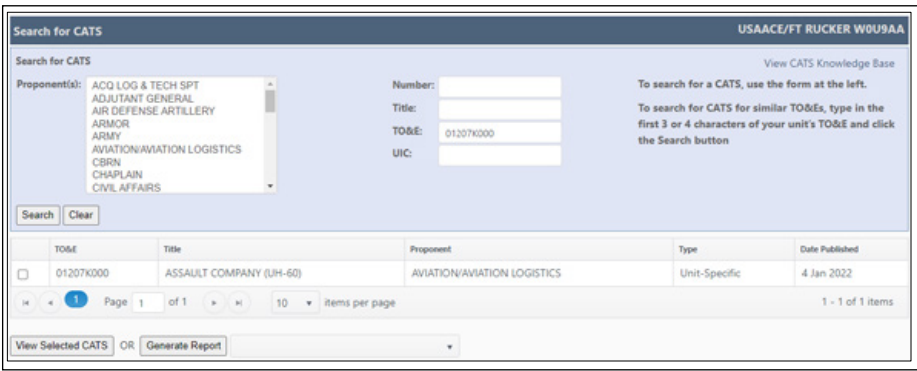 Search for CATS USAACE/FT RUCKER W0U9AA
Search for CATS View CATS Knowledge Base
Proponent(s): ACQ LOG & TECH SPT Number: To search for a CATS, use the form at the left.
ADJUTANT GENERAL
AIR DEFENSE ARTILLERY Title: To search for CATS for similar TO&Es, type in the
ARMOR first 3 or 4 characters of your unit's TO&E and click
ARMY TO&E: 01207K000 the Search button
AVIATION/AVIATION LOGISTICS
CBRN UIC:
CHAPLAIN
CIVIL AFFAIRS
Search Clear
TO&E Title Proponent Type Date Published
01207K000 ASSAULT COMPANY (UH-60) AVIATION/AVIATION LOGISTICS Unit-Specific 4 Jan 2022
1 Page 1 of 1 10 items per page 1 - 1 of 1 items
View Selected CATS OR Generate Report